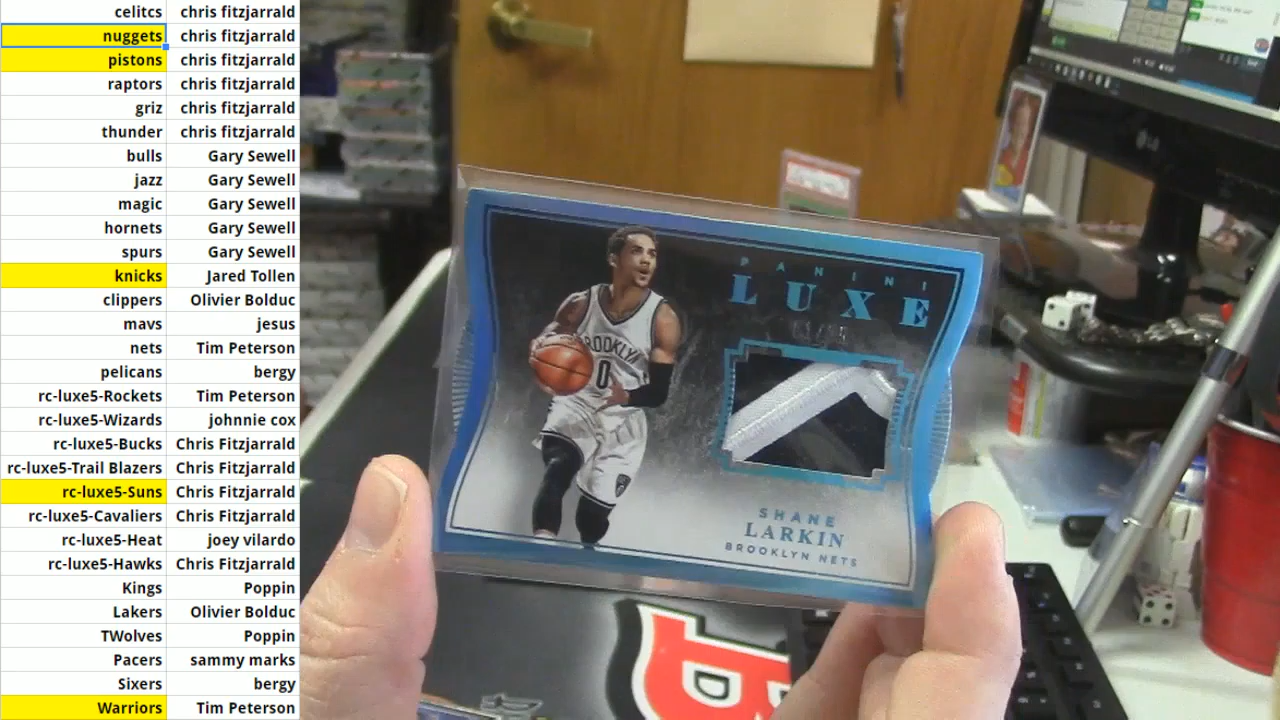 celitcs chris fitzjarrald
nuggets chris fitzjarrald
pistons chris fitzjarrald
raptors chris fitzjarrald
griz chris fitzjarrald
thunder chris fitzjarrald
bulls Gary Sewell
jazz Gary Sewell
magic Gary Sewell
hornets Gary Sewell
spurs Gary Sewell
knicks Jared Tollen
clippers Olivier Bolduc
mavs jesus
nets Tim Peterson
pelicans bergy
rc-luxe5-Rockets Tim Peterson
rc-luxe5-Wizards johnnie cox
rc-luxe5-Bucks Chris Fitzjarrald
rc-luxe5-Trail Blazers Chris Fitzjarrald
rc-luxe5-Suns Chris Fitzjarrald
rc-luxe5-Cavaliers Chris Fitzjarrald
rc-luxe5-Heat joey vilardo
rc-luxe5-Hawks Chris Fitzjarrald
Kings Poppin
Lakers Olivier Bolduc
TWolves Poppin
Pacers sammy marks
Sixers bergy
Warriors Tim Peterson
PANINI
LUXE
BROOKLYN
0
SHANE
LARKIN
BROOKLYN NETS
LG